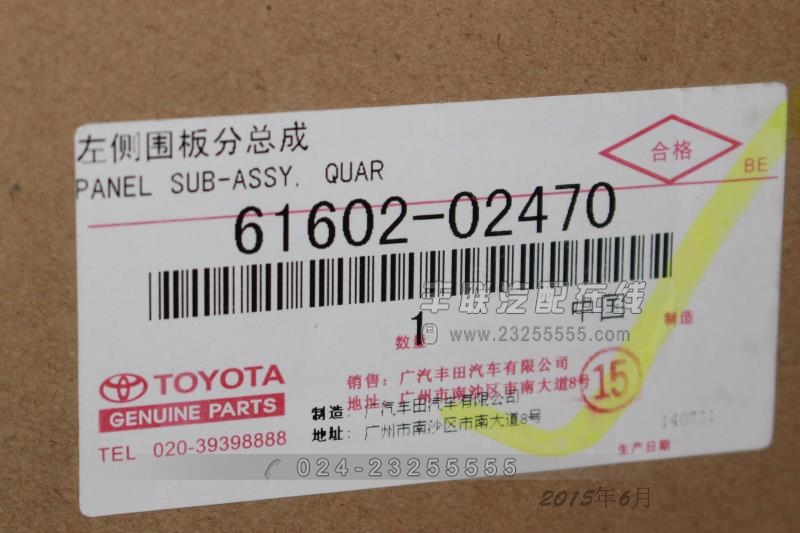 左侧围板分总成
PANEL SUB-ASSY, QUAR
合格
BE
61602-02470
丰联汽配在线
www.23255555.com
数量 1 中国 制造
TOYOTA
GENUINE PARTS
TEL 020-39398888
销售：广汽丰田汽车有限公司
地址：广州市南沙区市南大道8号
15
制造：广汽丰田汽车有限公司
地址：广州市南沙区市南大道8号
140731
生产日期
024-23255555
2015年6月